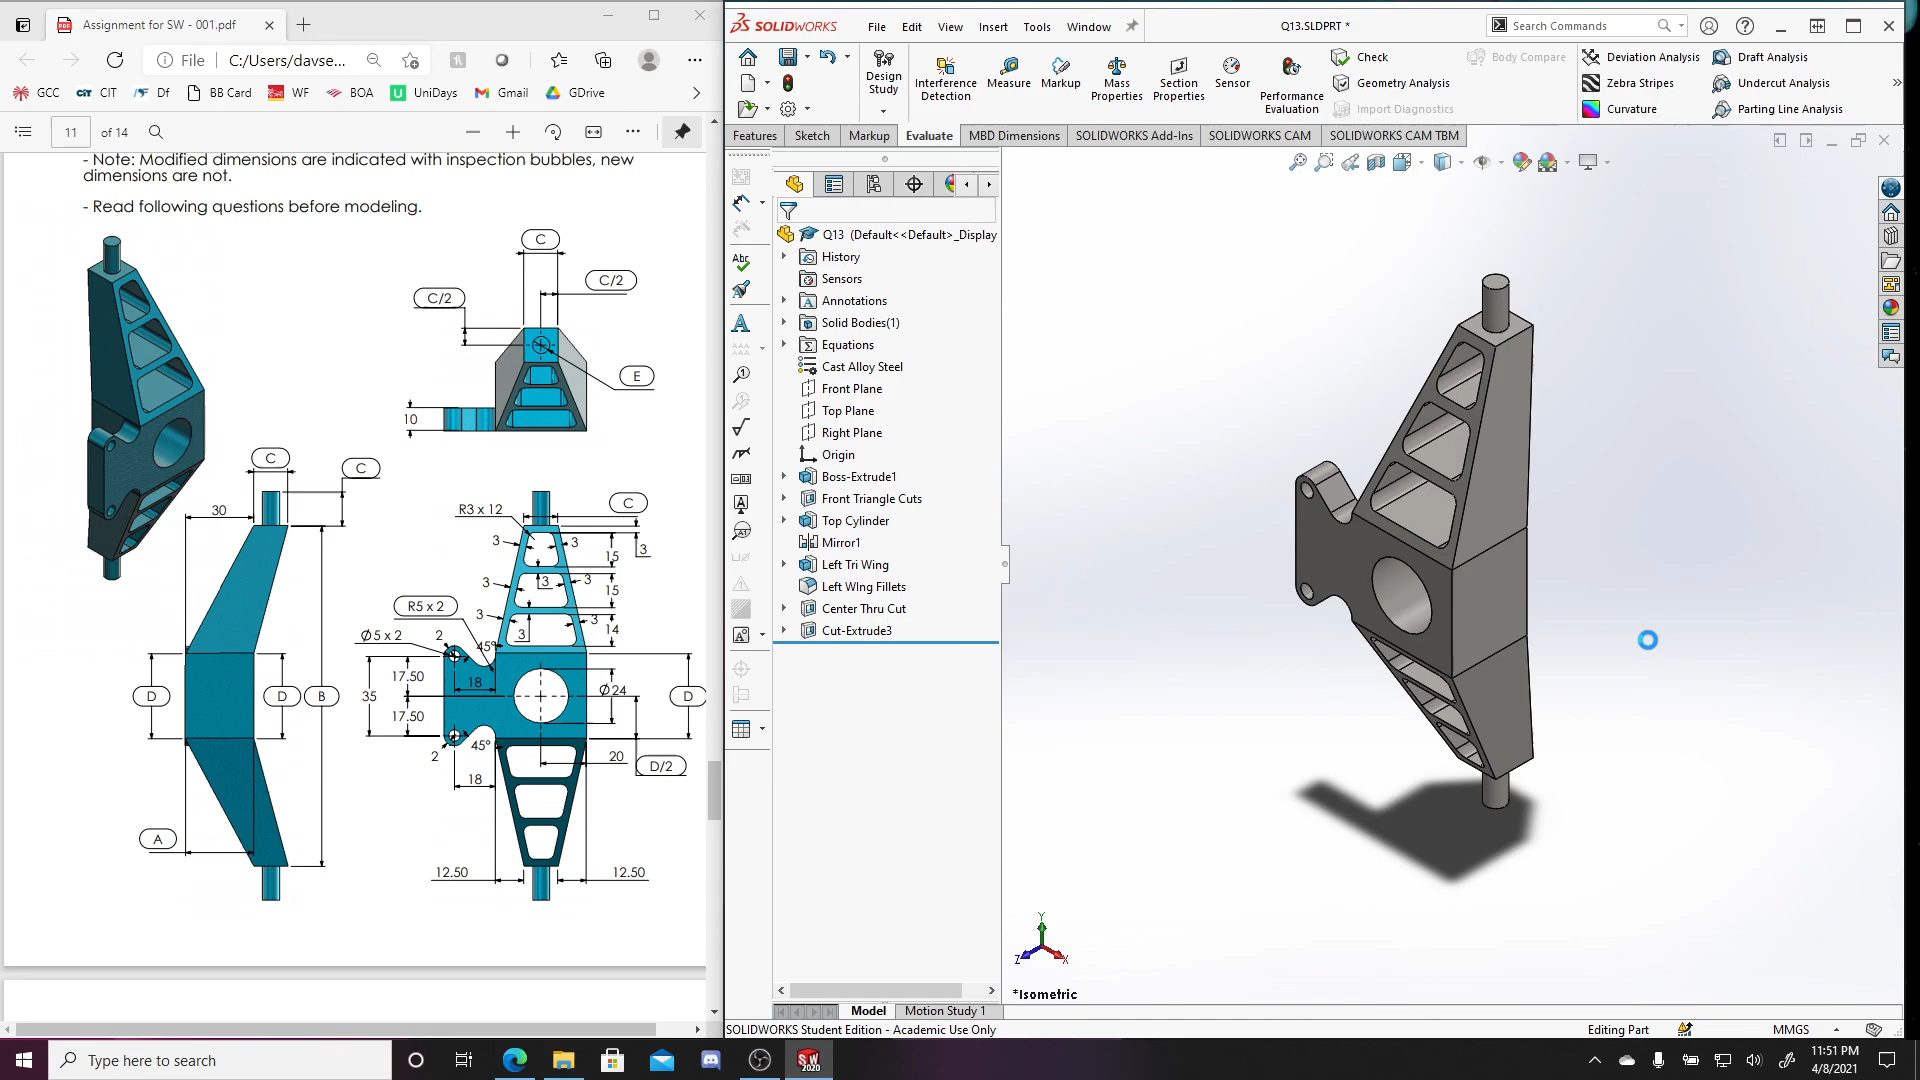 Assignment for SW - 001.pdf
File
C:/Users/davse...
GCC
CIT
Df
BB Card
WF
BOA
UniDays
Gmail
GDrive
11
of 14
- Note: Modified dimensions are indicated with inspection bubbles, new
dimensions are not.
- Read following questions before modeling.
C
C/2
C/2
E
10
C
C
30
D
D
B
A
R3 x 12
C
3
3
3
15
3
3
3
15
3
3
3
14
R5 x 2
Ø5 x 2
2
45°
17.50
18
35
Ø24
D
17.50
2
45°
20
D/2
18
12.50
12.50
SOLIDWORKS
File
Edit
View
Insert
Tools
Window
Q13.SLDPRT *
Search Commands
Design
Study
Interference
Detection
Measure
Markup
Mass
Properties
Section
Properties
Sensor
Performance
Evaluation
Check
Geometry Analysis
Import Diagnostics
Body Compare
Deviation Analysis
Zebra Stripes
Curvature
Draft Analysis
Undercut Analysis
Parting Line Analysis
Features
Sketch
Markup
Evaluate
MBD Dimensions
SOLIDWORKS Add-Ins
SOLIDWORKS CAM
SOLIDWORKS CAM TBM
Q13 (Default<<Default>_Display
History
Sensors
Annotations
Solid Bodies(1)
Equations
Cast Alloy Steel
Front Plane
Top Plane
Right Plane
Origin
Boss-Extrude1
Front Triangle Cuts
Top Cylinder
Mirror1
Left Tri Wing
Left WIng Fillets
Center Thru Cut
Cut-Extrude3
Abc
Y
Z
X
*Isometric
Model
Motion Study 1
SOLIDWORKS Student Edition - Academic Use Only
Editing Part
MMGS
Type here to search
SW
2020
11:51 PM
4/8/2021